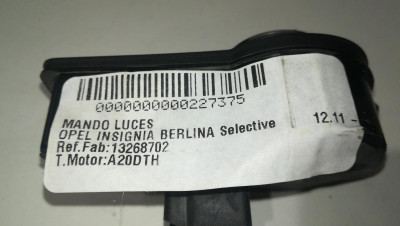 0000000000227375
MANDO LUCES
OPEL INSIGNIA BERLINA Selective
12.11 -
Ref.Fab:13268702
T.Motor:A20DTH